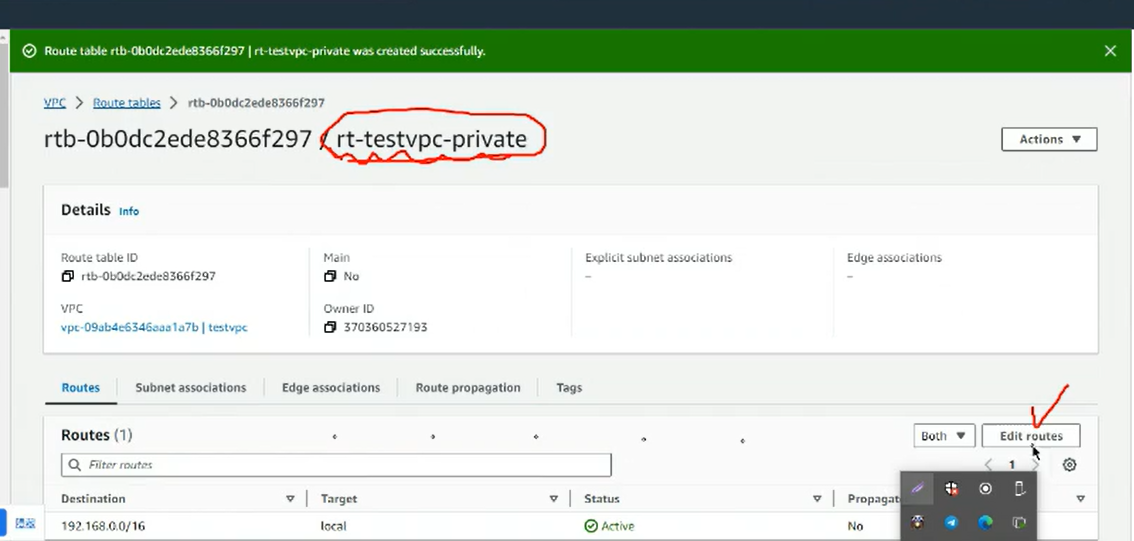 Route table rtb-0b0dc2ede8366f297 | rt-testvpc-private was created successfully.
VPC > Route tables > rtb-0b0dc2ede8366f297
rtb-0b0dc2ede8366f297 / rt-testvpc-private
Actions
Details Info
Route table ID
rtb-0b0dc2ede8366f297
Main
No
Explicit subnet associations
–
Edge associations
–
VPC
vpc-09ab4e6346aaa1a7b | testvpc
Owner ID
370360527193
Routes
Subnet associations
Edge associations
Route propagation
Tags
Routes (1)
Both
Edit routes
Filter routes
1
Destination
Target
Status
Propagat
192.168.0.0/16
local
Active
No